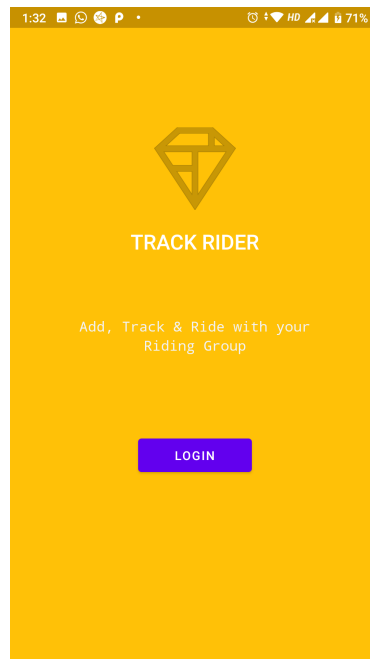 1:32 HD 71%
TRACK RIDER
Add, Track & Ride with your
Riding Group
LOGIN